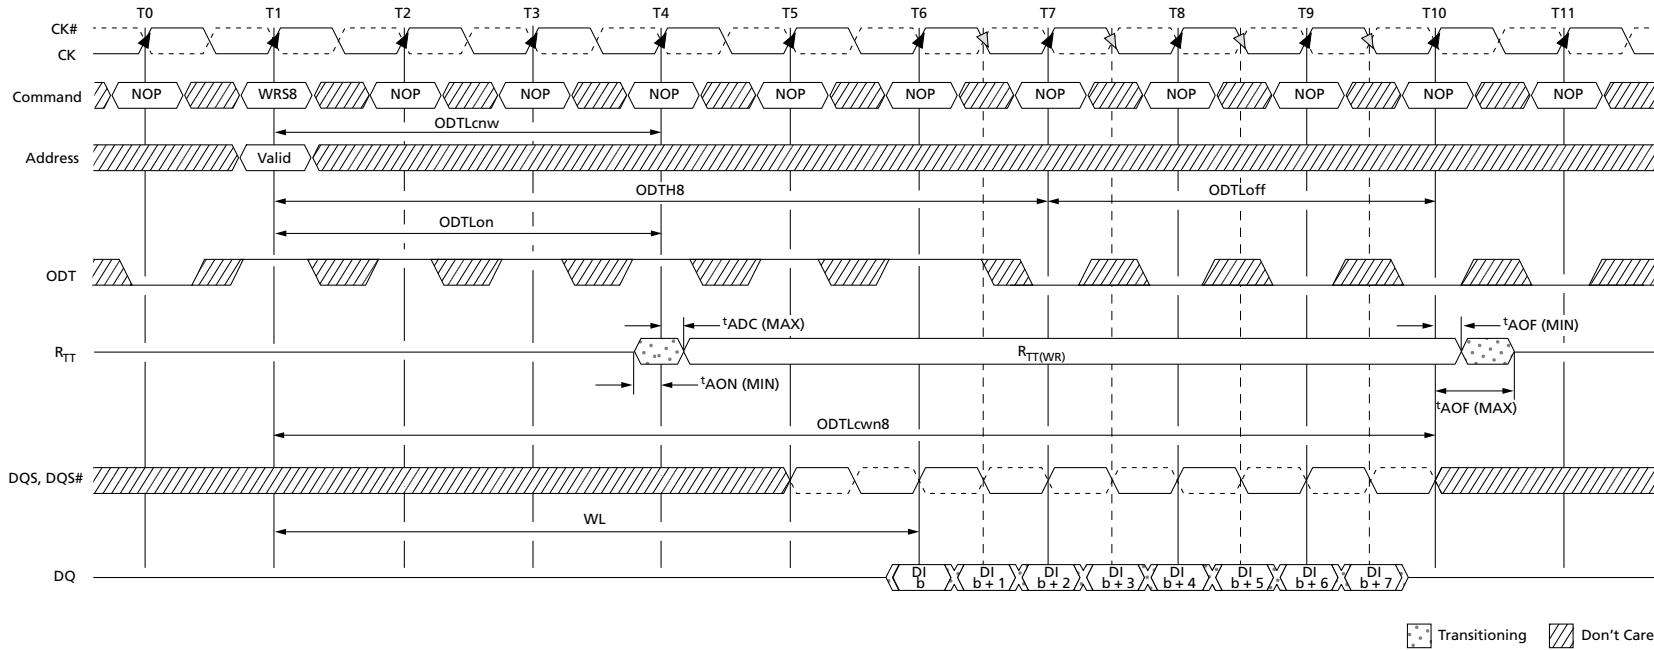 T0 T1 T2 T3 T4 T5 T6 T7 T8 T9 T10 T11
CK#
CK
Command NOP WRS8 NOP NOP NOP NOP NOP NOP NOP NOP NOP NOP
ODTLcnw
Address Valid
ODTH8 ODTLoff
ODTLon
ODT
tADC (MAX) tAOF (MIN)
RTT RTT(WR)
tAON (MIN)
tAOF (MAX)
ODTLcwn8
DQS, DQS#
WL
DQ DI b DI b + 1 DI b + 2 DI b + 3 DI b + 4 DI b + 5 DI b + 6 DI b + 7
Transitioning Don't Care